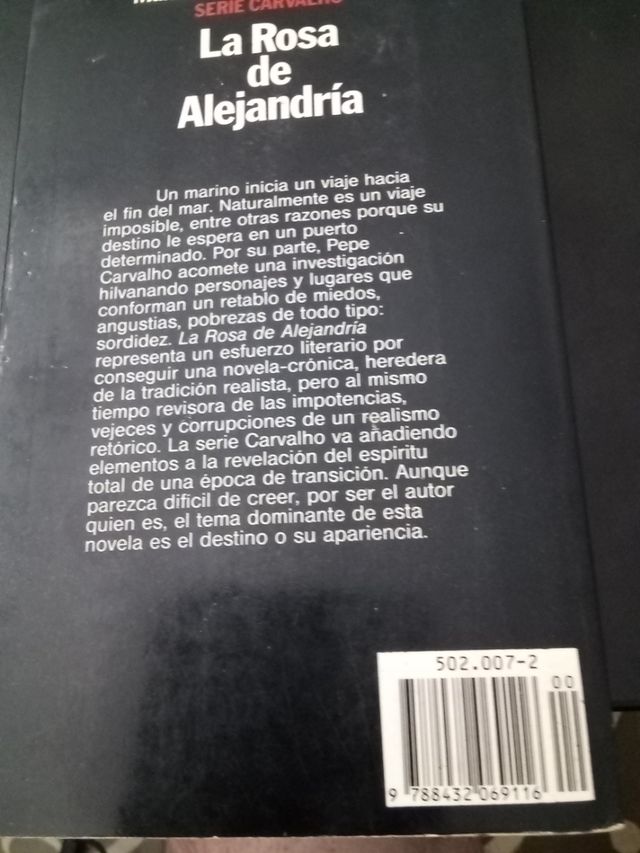 SERIE CARVALHO
La Rosa
de
Alejandría
Un marino inicia un viaje hacia
el fin del mar. Naturalmente es un viaje
imposible, entre otras razones porque su
destino le espera en un puerto
determinado. Por su parte, Pepe
Carvalho acomete una investigación
hilvanando personajes y lugares que
conforman un retablo de miedos,
angustias, pobrezas de todo tipo:
sordidez. La Rosa de Alejandría
representa un esfuerzo literario por
conseguir una novela-crónica, heredera
de la tradición realista, pero al mismo
tiempo revisora de las impotencias,
vejeces y corrupciones de un realismo
retórico. La serie Carvalho va añadiendo
elementos a la revelación del espiritu
total de una época de transición. Aunque
parezca dificil de creer, por ser el autor
quien es, el tema dominante de esta
novela es el destino o su apariencia.
502.007-2
00
9 788432 069116